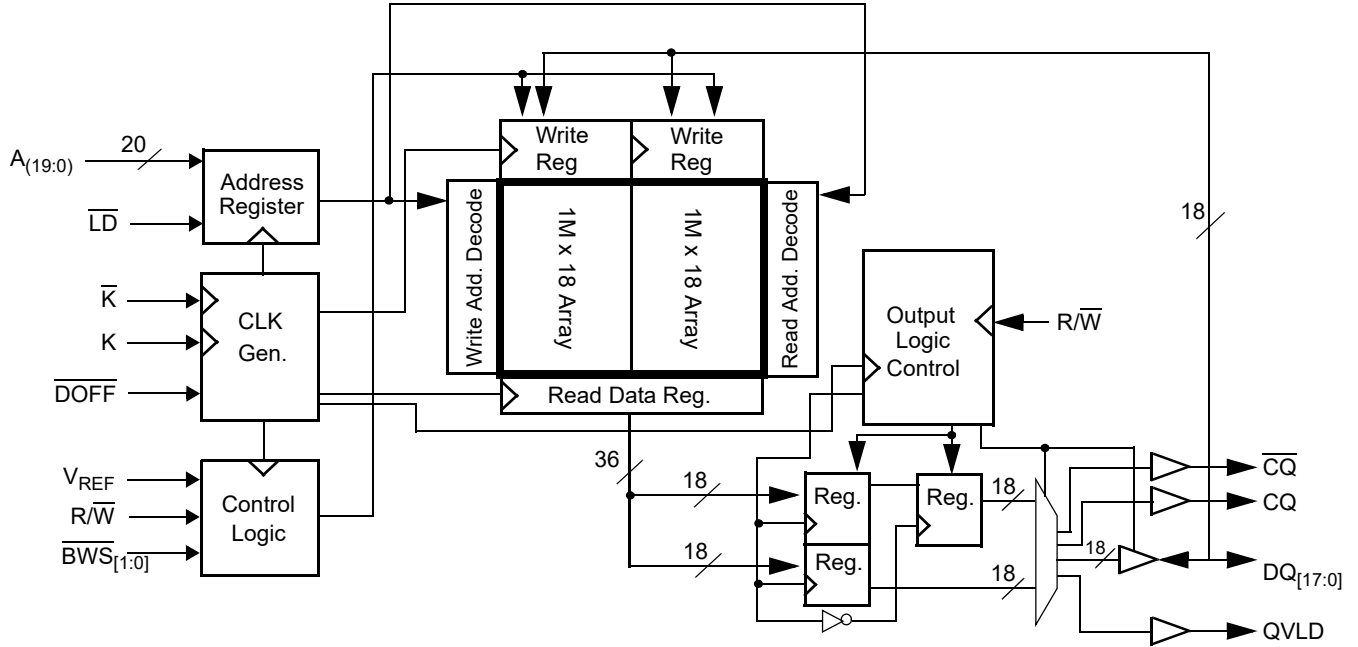 A(19:0)
20
LD
Address
Register
K
K
DOFF
CLK
Gen.
VREF
R/W
BWS[1:0]
Control
Logic
Write
Reg
Write
Reg
Write Add. Decode
1M x 18 Array
1M x 18 Array
Read Add. Decode
Read Data Reg.
Output
Logic
Control
R/W
18
36
18
18
Reg.
Reg.
Reg.
18
18
18
CQ
CQ
DQ[17:0]
QVLD